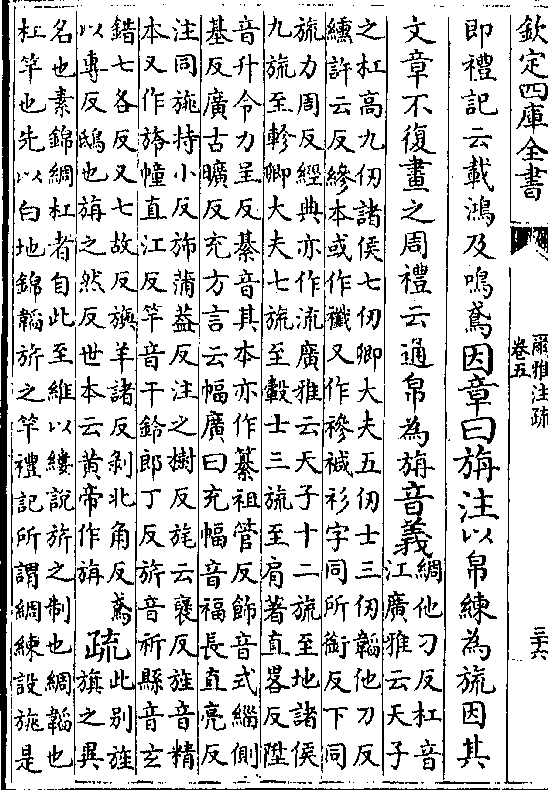 欽定四庫全書
爾雅注疏
卷五
三六
即禮記云載鴻及鳴鳶因章曰旃注以帛練為旒因其
文章不復畫之周禮云通帛為旃音義
綢他刀反杠音
江廣雅云天子
之杠高九仞諸侯七仞卿大夫五仞士三仞韜他刀反
纁許云反縿本或作襳又作襂裓衫字同所銜反下同
旒力周反經典亦作流廣雅云天子十二旒至地諸侯
九旒至軫卿大夫七旒至轂士三旒至肩著直畧反陞
音升令力呈反綦音其本亦作纂祖管反飾音式緇側
基反廣古曠反充方言云幅廣曰充幅音福長直亮反
注同旐持小反斾蒲葢反注之樹反旄云襃反旌音精
本又作旍幢直江反竿音干鈴郎丁反旂音祈縣音玄
錯七各反又七故反旟羊諸反剥北角反鳶
以專反鴟也旃之然反世本云黄帝作旃
疏
此别旌
旗之異
名也素錦綢杠者自此至維以縷說旂之制也綢韜也
杠竿也先以白地錦韜旂之竿禮記所謂綢練設旐是